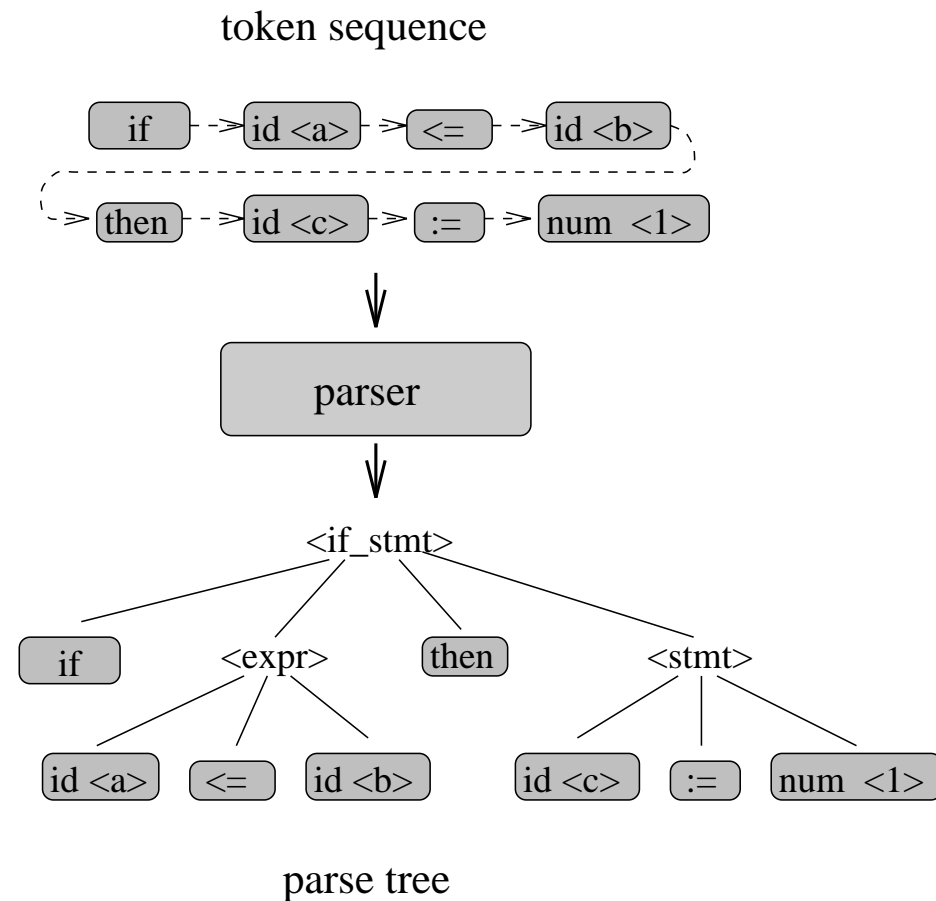 token sequence
if id <a> <= id <b>
then id <c> := num <1>
parser
<if_stmt>
if <expr> then <stmt>
id <a> <= id <b> id <c> := num <1>
parse tree